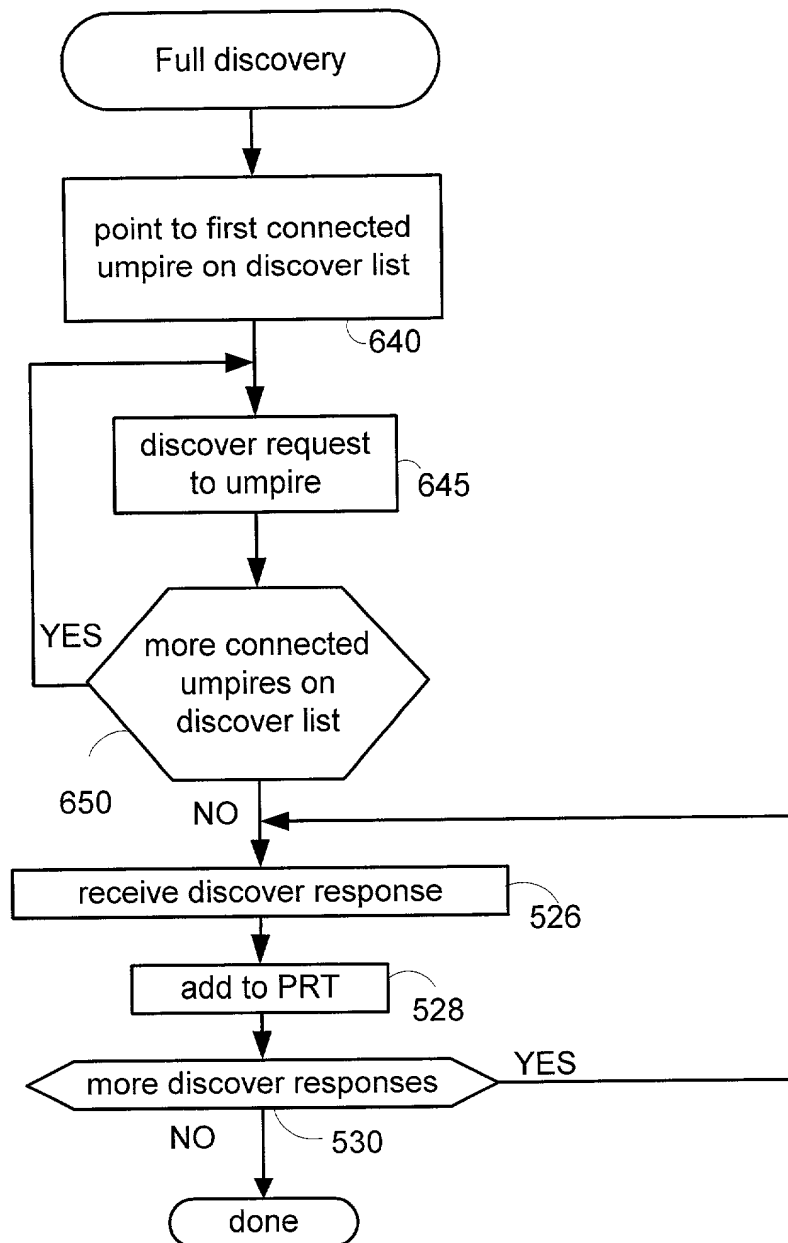 Full discovery
point to first connected
umpire on discover list
640
discover request
to umpire
645
YES
more connected
umpires on
discover list
650
NO
receive discover response
526
add to PRT
528
more discover responses
YES
NO
530
done